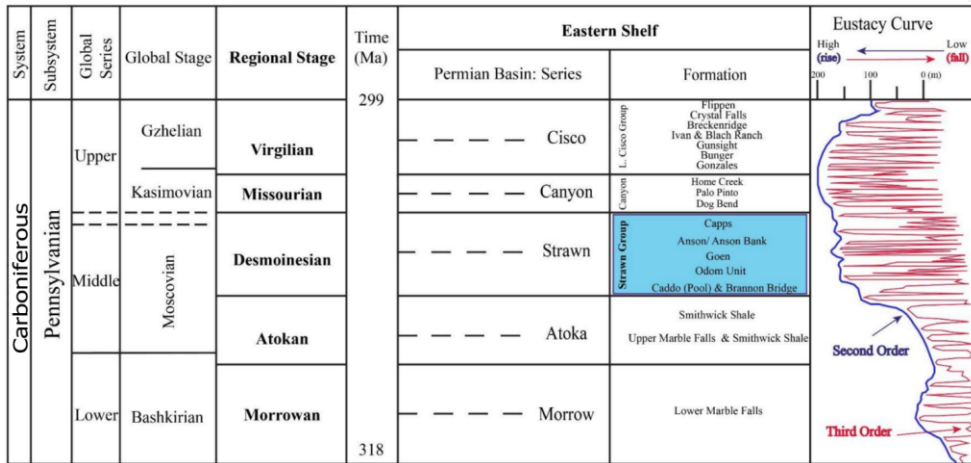 System
Subsystem
Global Series
Global Stage
Regional Stage
Time
(Ma)
Eastern Shelf
Permian Basin: Series
Formation
Eustacy Curve
High
(rise)
Low
(fall)
200
100
0 (m)
299
318
Carboniferous
Pennsylvanian
Upper
Middle
Lower
Gzhelian
Kasimovian
Moscovian
Bashkirian
Virgilian
Missourian
Desmoinesian
Atokan
Morrowan
Cisco
Canyon
Strawn
Atoka
Morrow
L. Cisco Group
Flippen
Crystal Falls
Breckenridge
Ivan & Blach Ranch
Gunsight
Bunger
Gonzales
Canyon
Home Creek
Palo Pinto
Dog Bend
Strawn Group
Capps
Anson/ Anson Bank
Goen
Odom Unit
Caddo (Pool) & Brannon Bridge
Smithwick Shale
Upper Marble Falls & Smithwick Shale
Lower Marble Falls
Second Order
Third Order